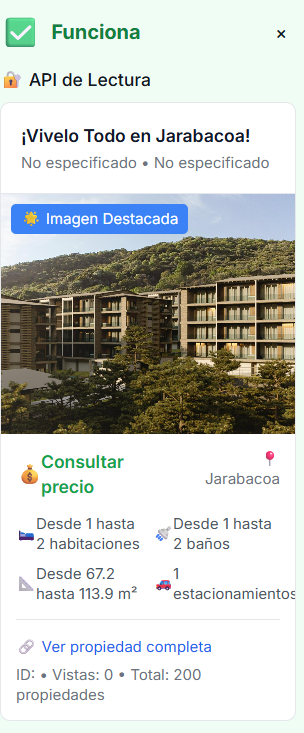 ✅ Funciona ×
🔐 API de Lectura
¡Vivelo Todo en Jarabacoa!
No especificado • No especificado
🌟 Imagen Destacada
💰 Consultar
precio
📍
Jarabacoa
🛏️ Desde 1 hasta
2 habitaciones
🚿 Desde 1 hasta
2 baños
📐 Desde 67.2
hasta 113.9 m²
🚗 1
estacionamientos
🔗 Ver propiedad completa
ID: • Vistas: 0 • Total: 200
propiedades